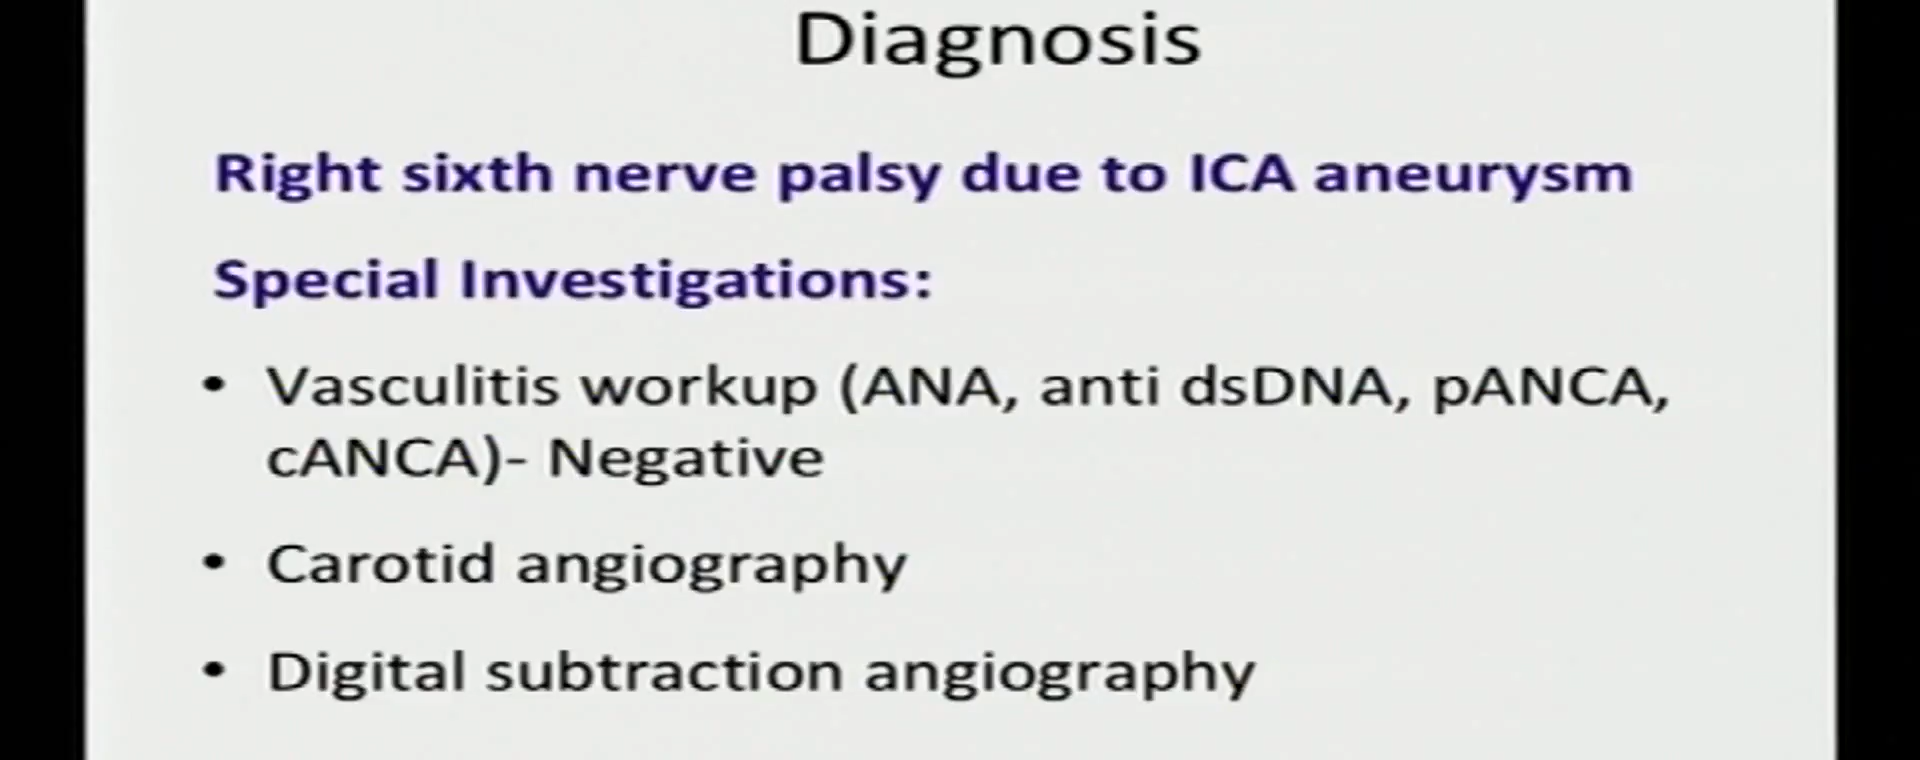 Diagnosis
Right sixth nerve palsy due to ICA aneurysm
Special Investigations:
• Vasculitis workup (ANA, anti dsDNA, pANCA,
cANCA)- Negative
• Carotid angiography
• Digital subtraction angiography